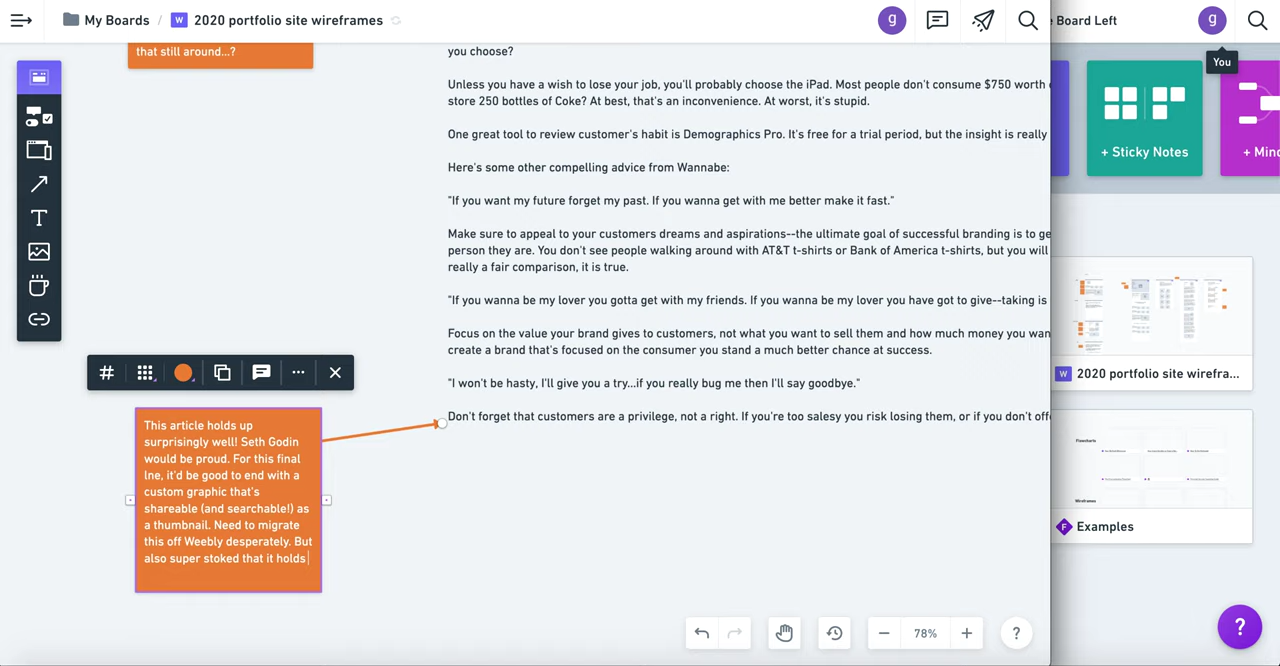 My Boards / W 2020 portfolio site wireframes
g
Board Left
g
You
that still around...?
you choose?
Unless you have a wish to lose your job, you'll probably choose the iPad. Most people don't consume $750 worth
store 250 bottles of Coke? At best, that's an inconvenience. At worst, it's stupid.
One great tool to review customer's habit is Demographics Pro. It's free for a trial period, but the insight is really
Here's some other compelling advice from Wannabe:
"If you want my future forget my past. If you wanna get with me better make it fast."
Make sure to appeal to your customers dreams and aspirations--the ultimate goal of successful branding is to ge
person they are. You don't see people walking around with AT&T t-shirts or Bank of America t-shirts, but you will
really a fair comparison, it is true.
"If you wanna be my lover you gotta get with my friends. If you wanna be my lover you have got to give--taking is
Focus on the value your brand gives to customers, not what you want to sell them and how much money you wan
create a brand that's focused on the consumer you stand a much better chance at success.
"I won't be hasty, I'll give you a try...if you really bug me then I'll say goodbye."
Don't forget that customers are a privilege, not a right. If you're too salesy you risk losing them, or if you don't off
This article holds up
surprisingly well! Seth Godin
would be proud. For this final
lne, it'd be good to end with a
custom graphic that's
shareable (and searchable!) as
a thumbnail. Need to migrate
this off Weebly desperately. But
also super stoked that it holds
78%
?
+ Sticky Notes
+ Minc
W 2020 portfolio site wirefra...
Flowcharts
Wireframes
F Examples
?